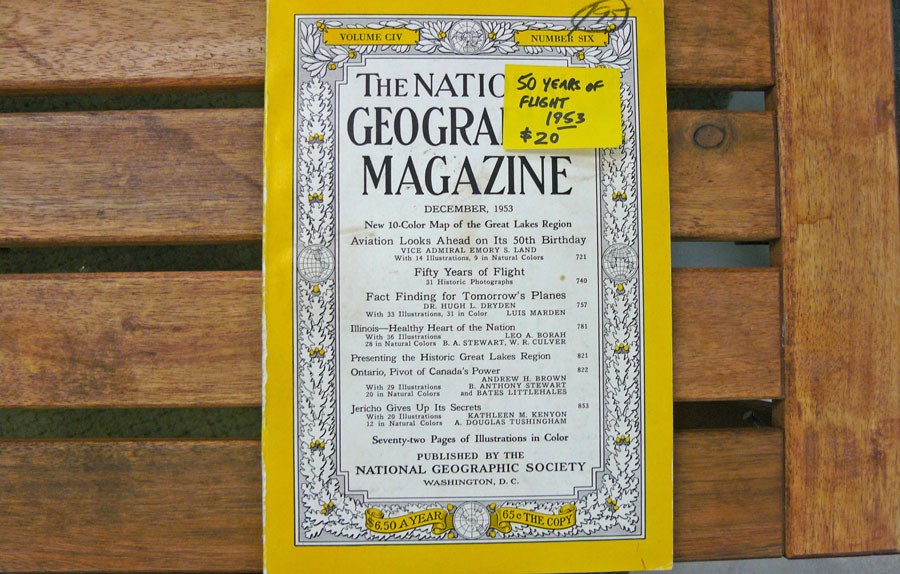 VOLUME CIV
NUMBER SIX
THE NATIO
GEOGRA
MAGAZINE
50 YEARS OF
FLIGHT
1953
$20
DECEMBER, 1953
New 10-Color Map of the Great Lakes Region
Aviation Looks Ahead on Its 50th Birthday
VICE ADMIRAL EMORY S. LAND
With 14 Illustrations, 9 in Natural Colors 721
Fifty Years of Flight
31 Historic Photographs 740
Fact Finding for Tomorrow's Planes
DR. HUGH L. DRYDEN 757
With 33 Illustrations, 31 in Color LUIS MARDEN
Illinois—Healthy Heart of the Nation 781
With 36 Illustrations LEO A. BORAH
28 in Natural Colors B. A. STEWART, W. R. CULVER
Presenting the Historic Great Lakes Region 821
Ontario, Pivot of Canada's Power 822
ANDREW H. BROWN
With 29 Illustrations B. ANTHONY STEWART
20 in Natural Colors and BATES LITTLEHALES
Jericho Gives Up Its Secrets 853
With 20 Illustrations KATHLEEN M. KENYON
12 in Natural Colors A. DOUGLAS TUSHINGHAM
Seventy-two Pages of Illustrations in Color
PUBLISHED BY THE
NATIONAL GEOGRAPHIC SOCIETY
WASHINGTON, D. C.
$6.50 A YEAR
65c THE COPY